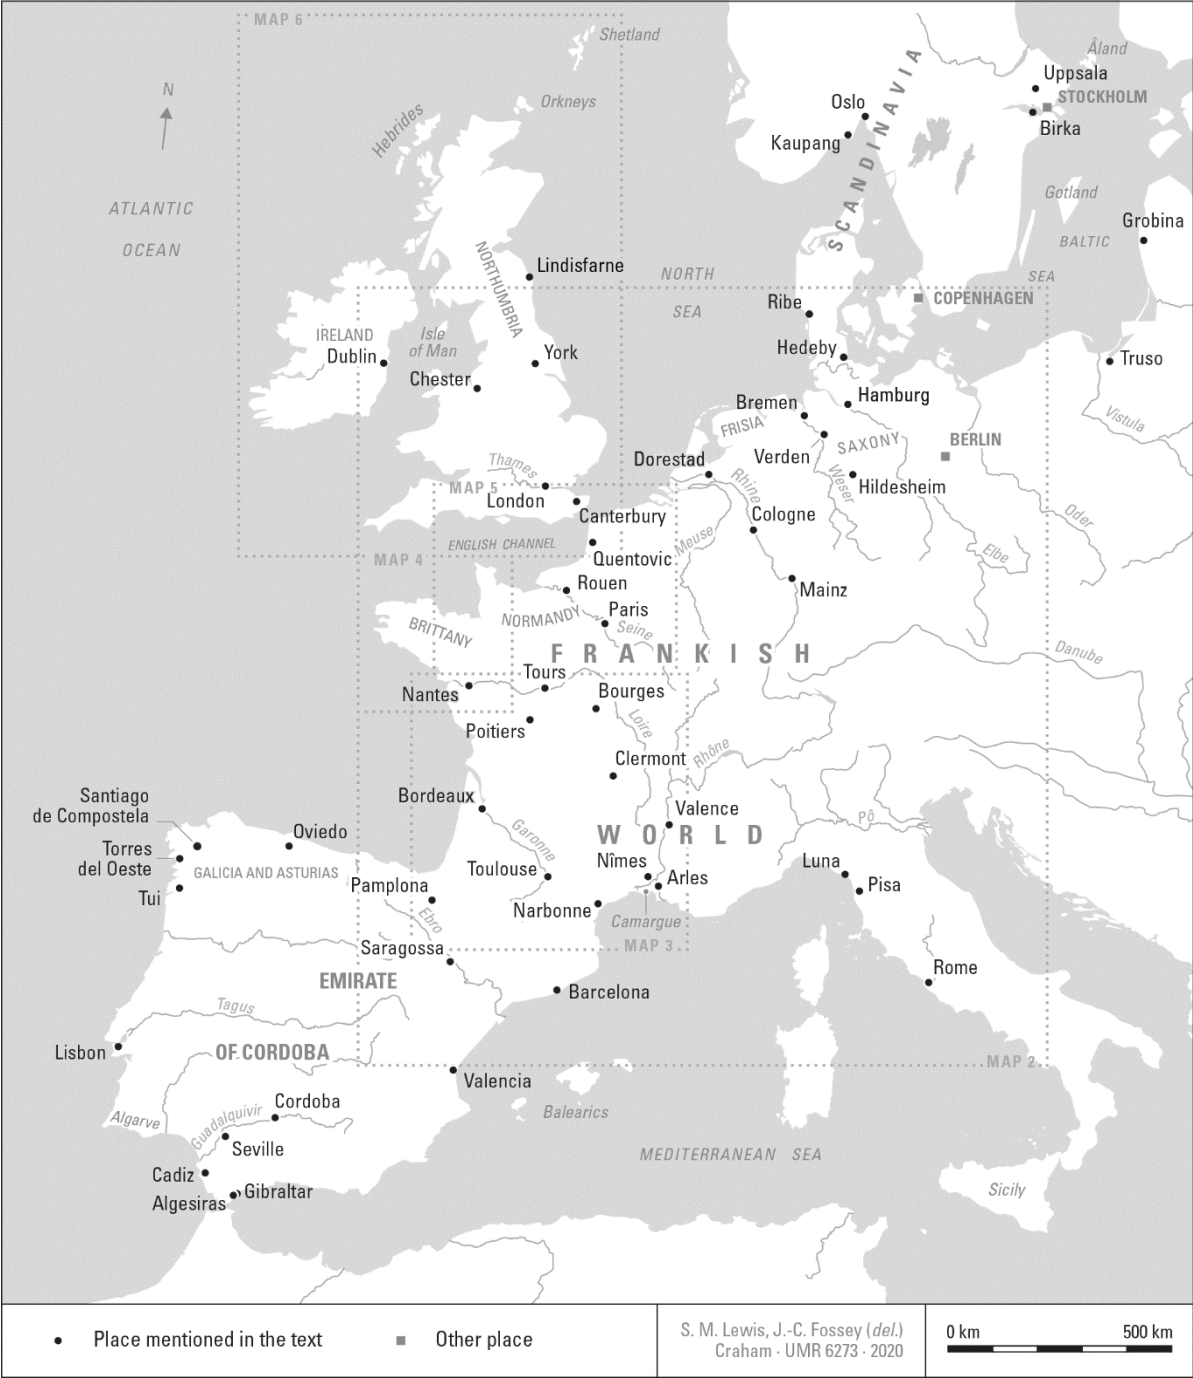 MAP 6
Shetland
Åland
Uppsala
STOCKHOLM
N
Orkneys
Oslo
Birka
Hebrides
Kaupang
SCANDINAVIA
Gotland
ATLANTIC
OCEAN
Grobina
BALTIC
SEA
NORTHUMBRIA
Lindisfarne
NORTH
SEA
Ribe
COPENHAGEN
IRELAND
Isle
of Man
Dublin
York
Hedeby
Truso
Chester
Hamburg
Bremen
FRISIA
Vistula
SAXONY
BERLIN
Thames
Dorestad
Verden
Rhine
Weser
Hildesheim
MAP 5
London
Canterbury
Cologne
Oder
ENGLISH CHANNEL
Meuse
Elbe
MAP 4
Quentovic
Rouen
Mainz
Paris
NORMANDY
BRITTANY
Seine
FRANKISH
Danube
Tours
Nantes
Bourges
Poitiers
Loire
Clermont
Rhône
Santiago
de Compostela
Bordeaux
Valence
Pô
Oviedo
Garonne
WORLD
Torres
del Oeste
Nîmes
Luna
GALICIA AND ASTURIAS
Toulouse
Arles
Pisa
Tui
Pamplona
Narbonne
Camargue
Ebro
Saragossa
MAP 3
Rome
EMIRATE
Barcelona
Tagus
Lisbon
OF CORDOBA
MAP 2
Valencia
Cordoba
Balearics
Algarve
Guadalquivir
Seville
MEDITERRANEAN SEA
Cadiz
Gibraltar
Algesiras
Sicily
Place mentioned in the text
Other place
S. M. Lewis, J.-C. Fossey (del.)
Craham · UMR 6273 · 2020
0 km 500 km